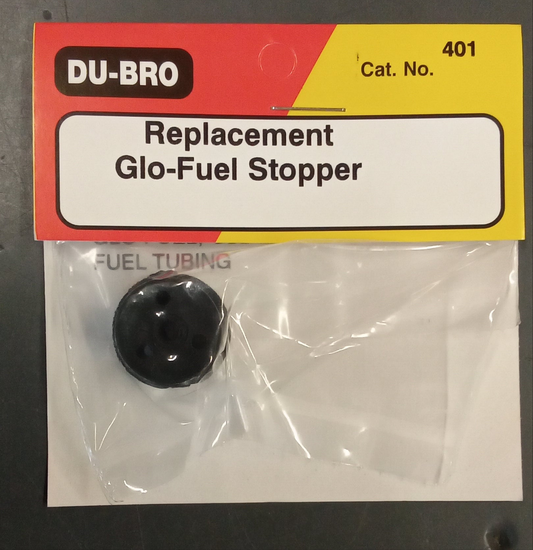 DU-BRO
401
Cat. No.
Replacement
Glo-Fuel Stopper
FUEL TUBING